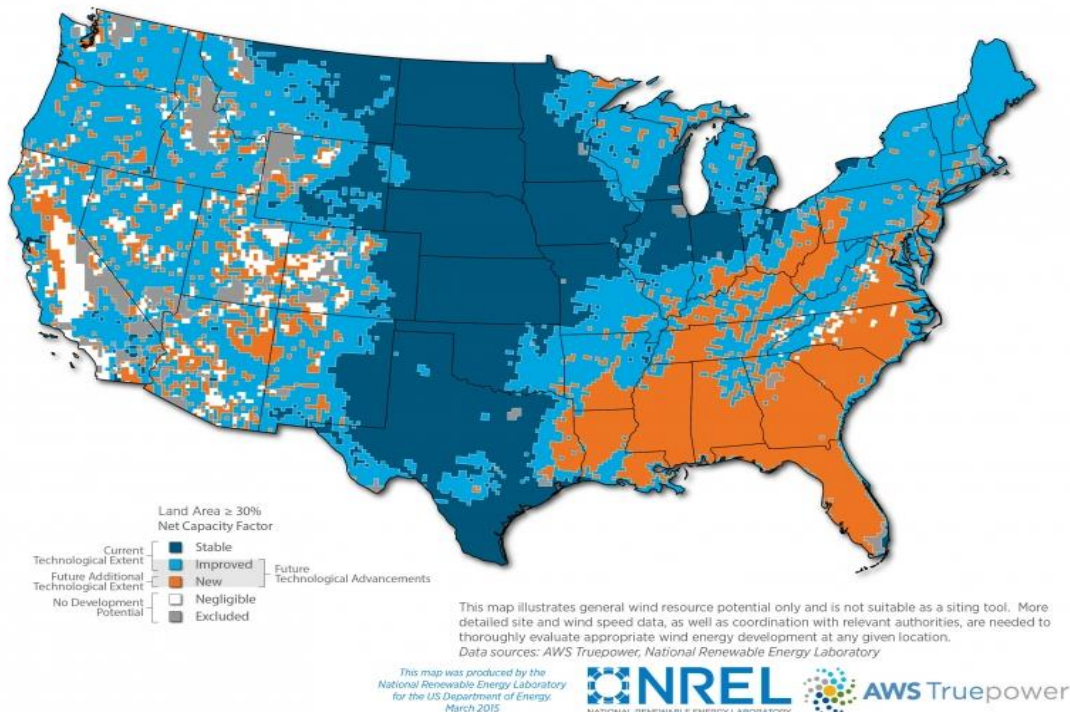 Land Area ≥ 30%
Net Capacity Factor
Current
Technological Extent
Stable
Improved
Future
Technological Advancements
Future Additional
Technological Extent
New
No Development
Potential
Negligible
Excluded
This map illustrates general wind resource potential only and is not suitable as a siting tool. More
detailed site and wind speed data, as well as coordination with relevant authorities, are needed to
thoroughly evaluate appropriate wind energy development at any given location.
Data sources: AWS Truepower, National Renewable Energy Laboratory
This map was produced by the
National Renewable Energy Laboratory
for the US Department of Energy.
March 2015
NREL
NATIONAL RENEWABLE ENERGY LABORATORY
AWS Truepower